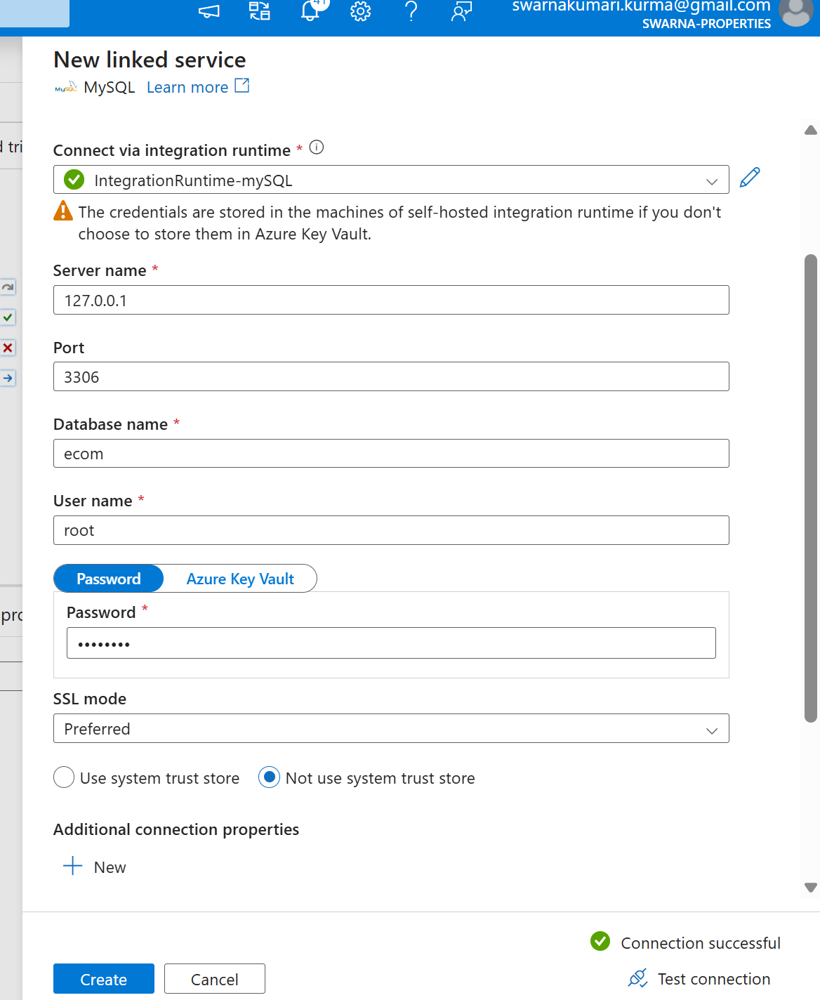 41
swarnakumari.kurma@gmail.com
SWARNA-PROPERTIES
New linked service
MySQL MySQL Learn more
d tri
Connect via integration runtime * i
IntegrationRuntime-mySQL
The credentials are stored in the machines of self-hosted integration runtime if you don't
choose to store them in Azure Key Vault.
Server name *
127.0.0.1
Port
3306
Database name *
ecom
User name *
root
Password Azure Key Vault
pro
Password *
••••••••
SSL mode
Preferred
Use system trust store Not use system trust store
Additional connection properties
New
Connection successful
Create Cancel Test connection